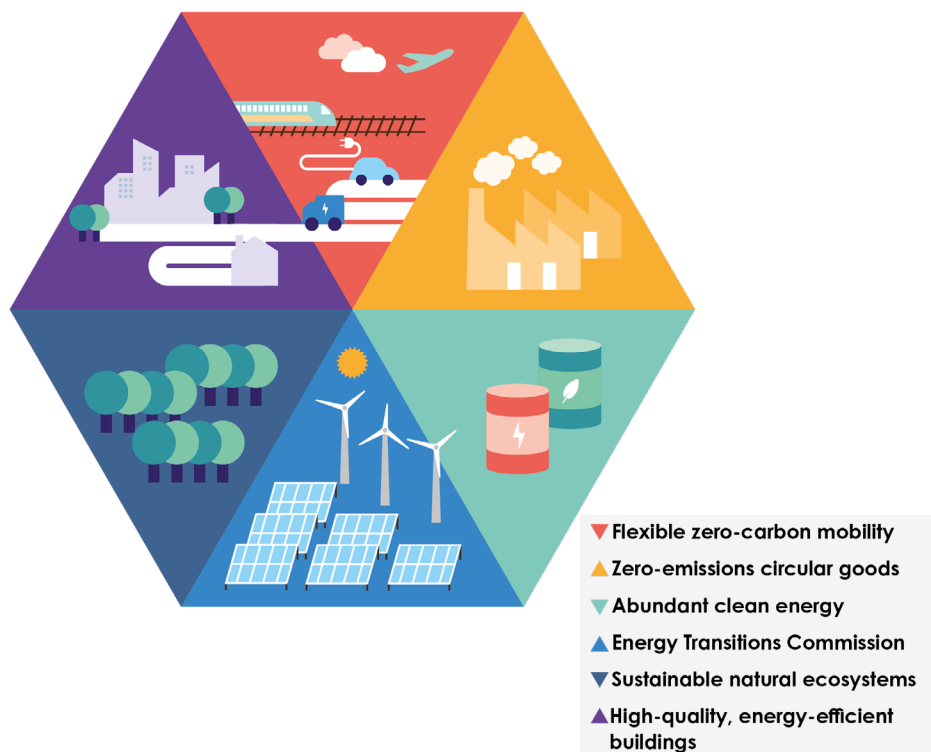 Flexible zero-carbon mobility
Zero-emissions circular goods
Abundant clean energy
Energy Transitions Commission
Sustainable natural ecosystems
High-quality, energy-efficient
buildings